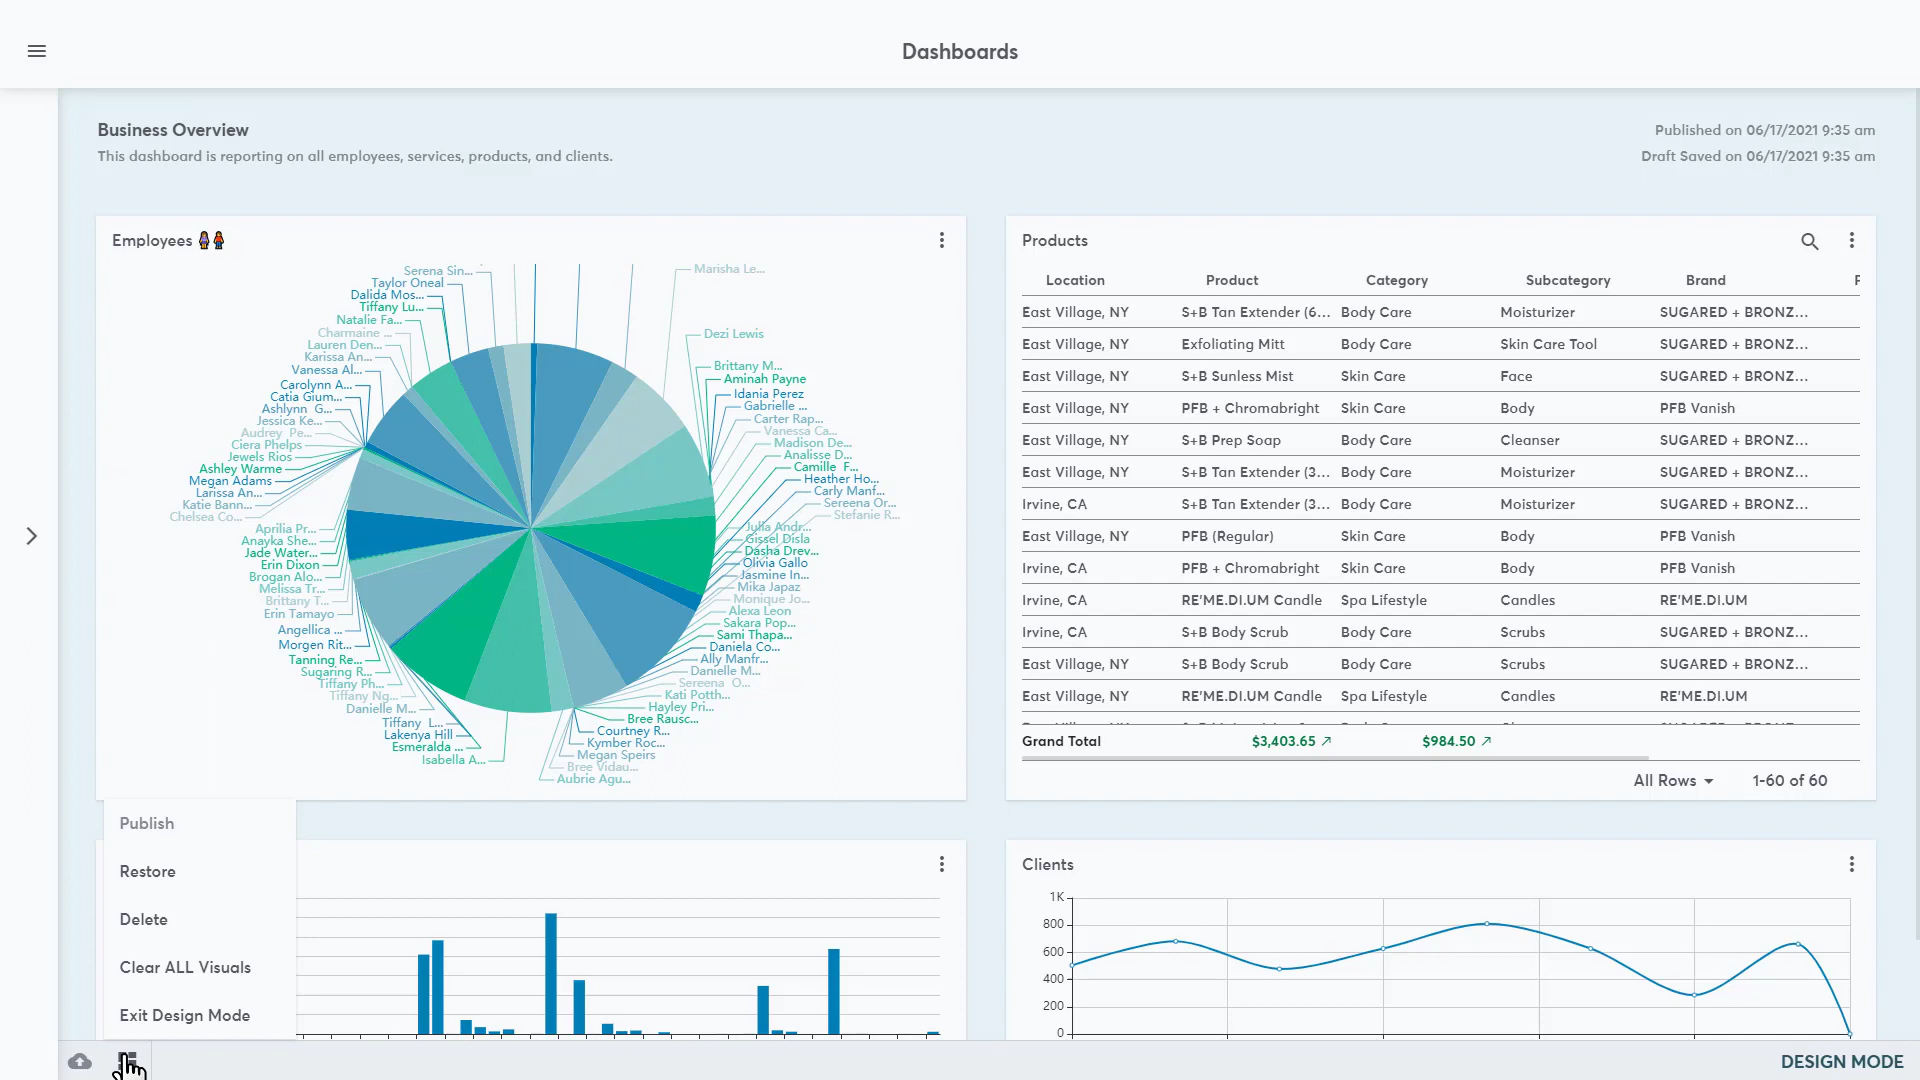 Dashboards
Business Overview
This dashboard is reporting on all employees, services, products, and clients.
Published on 06/17/2021 9:35 am
Draft Saved on 06/17/2021 9:35 am
Employees
Serena Sin...
Taylor Oneal
Dalida Mos...
Tiffany Lu...
Natalie Fa...
Charmaine ...
Lauren Den...
Karissa An...
Vanessa Al...
Carolynn A...
Catia Gium...
Ashlynn G...
Jessica Ke...
Audrey Pe...
Ciera Phelps
Jewels Rios
Ashley Warme
Megan Adams
Larissa An...
Katie Bann...
Chelsea Co...
Aprilia Pr...
Anayka She...
Jade Water...
Erin Dixon
Brogan Alo...
Melissa Tr...
Brittany T...
Erin Tamayo
Angellica ...
Morgen Rit...
Tanning Re...
Sugaring R...
Tiffany Ph...
Tiffany Ng...
Danielle M...
Tiffany L...
Lakenya Hill
Esmeralda ...
Isabella A...
Marisha Le...
Dezi Lewis
Brittany M...
Aminah Payne
Idania Perez
Gabrielle ...
Carter Rap...
Vanessa Ca...
Madison De...
Analisse D...
Camille F...
Heather Ho...
Carly Manf...
Sereena Or...
Stefanie R...
Julia Andr...
Gissel Disla
Dasha Drev...
Olivia Gallo
Jasmine In...
Mika Japaz
Monique Jo...
Alexa Leon
Sakara Pop...
Sami Thapa...
Daniela Co...
Ally Manfr...
Danielle M...
Sereena O...
Kati Potth...
Hayley Pri...
Bree Rausc...
Courtney R...
Kymber Roc...
Megan Speirs
Bree Vidau...
Aubrie Agu...
Products
Location Product Category Subcategory Brand
East Village, NY S+B Tan Extender (6... Body Care Moisturizer SUGARED + BRONZ...
East Village, NY Exfoliating Mitt Body Care Skin Care Tool SUGARED + BRONZ...
East Village, NY S+B Sunless Mist Skin Care Face SUGARED + BRONZ...
East Village, NY PFB + Chromabright Skin Care Body PFB Vanish
East Village, NY S+B Prep Soap Body Care Cleanser SUGARED + BRONZ...
East Village, NY S+B Tan Extender (3... Body Care Moisturizer SUGARED + BRONZ...
Irvine, CA S+B Tan Extender (3... Body Care Moisturizer SUGARED + BRONZ...
East Village, NY PFB (Regular) Skin Care Body PFB Vanish
Irvine, CA PFB + Chromabright Skin Care Body PFB Vanish
Irvine, CA RE'ME.DI.UM Candle Spa Lifestyle Candles RE'ME.DI.UM
Irvine, CA S+B Body Scrub Body Care Scrubs SUGARED + BRONZ...
East Village, NY S+B Body Scrub Body Care Scrubs SUGARED + BRONZ...
East Village, NY RE'ME.DI.UM Candle Spa Lifestyle Candles RE'ME.DI.UM
Grand Total $3,403.65 $984.50
All Rows 1-60 of 60
Publish
Restore
Delete
Clear ALL Visuals
Exit Design Mode
Clients
1K
800
600
400
200
0
DESIGN MODE